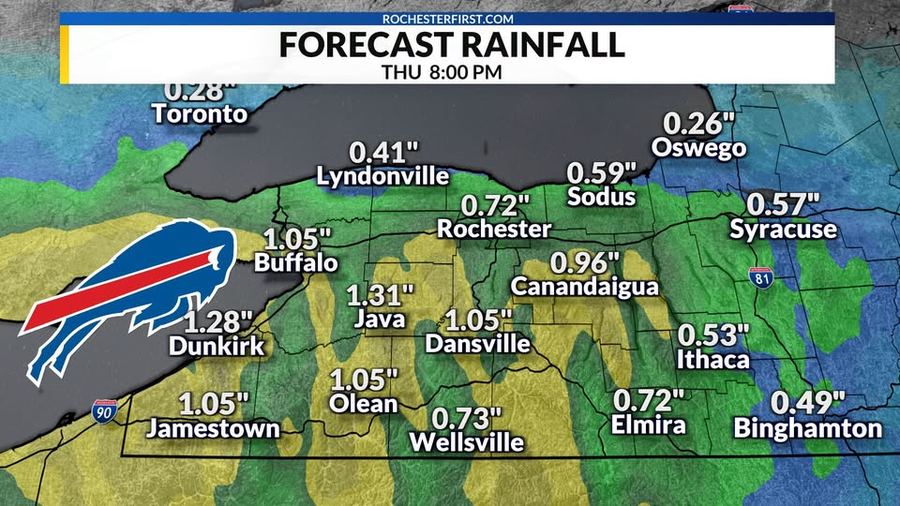 ROCHESTERFIRST.COM
FORECAST RAINFALL
THU 8:00 PM
0.28"
Toronto
0.26"
Oswego
0.41"
Lyndonville
0.59"
Sodus
0.72"
Rochester
0.57"
Syracuse
1.05"
Buffalo
0.96"
Canandaigua
81
1.31"
Java
1.28"
Dunkirk
1.05"
Dansville
0.53"
Ithaca
1.05"
Olean
90
1.05"
Jamestown
0.73"
Wellsville
0.72"
Elmira
0.49"
Binghamton